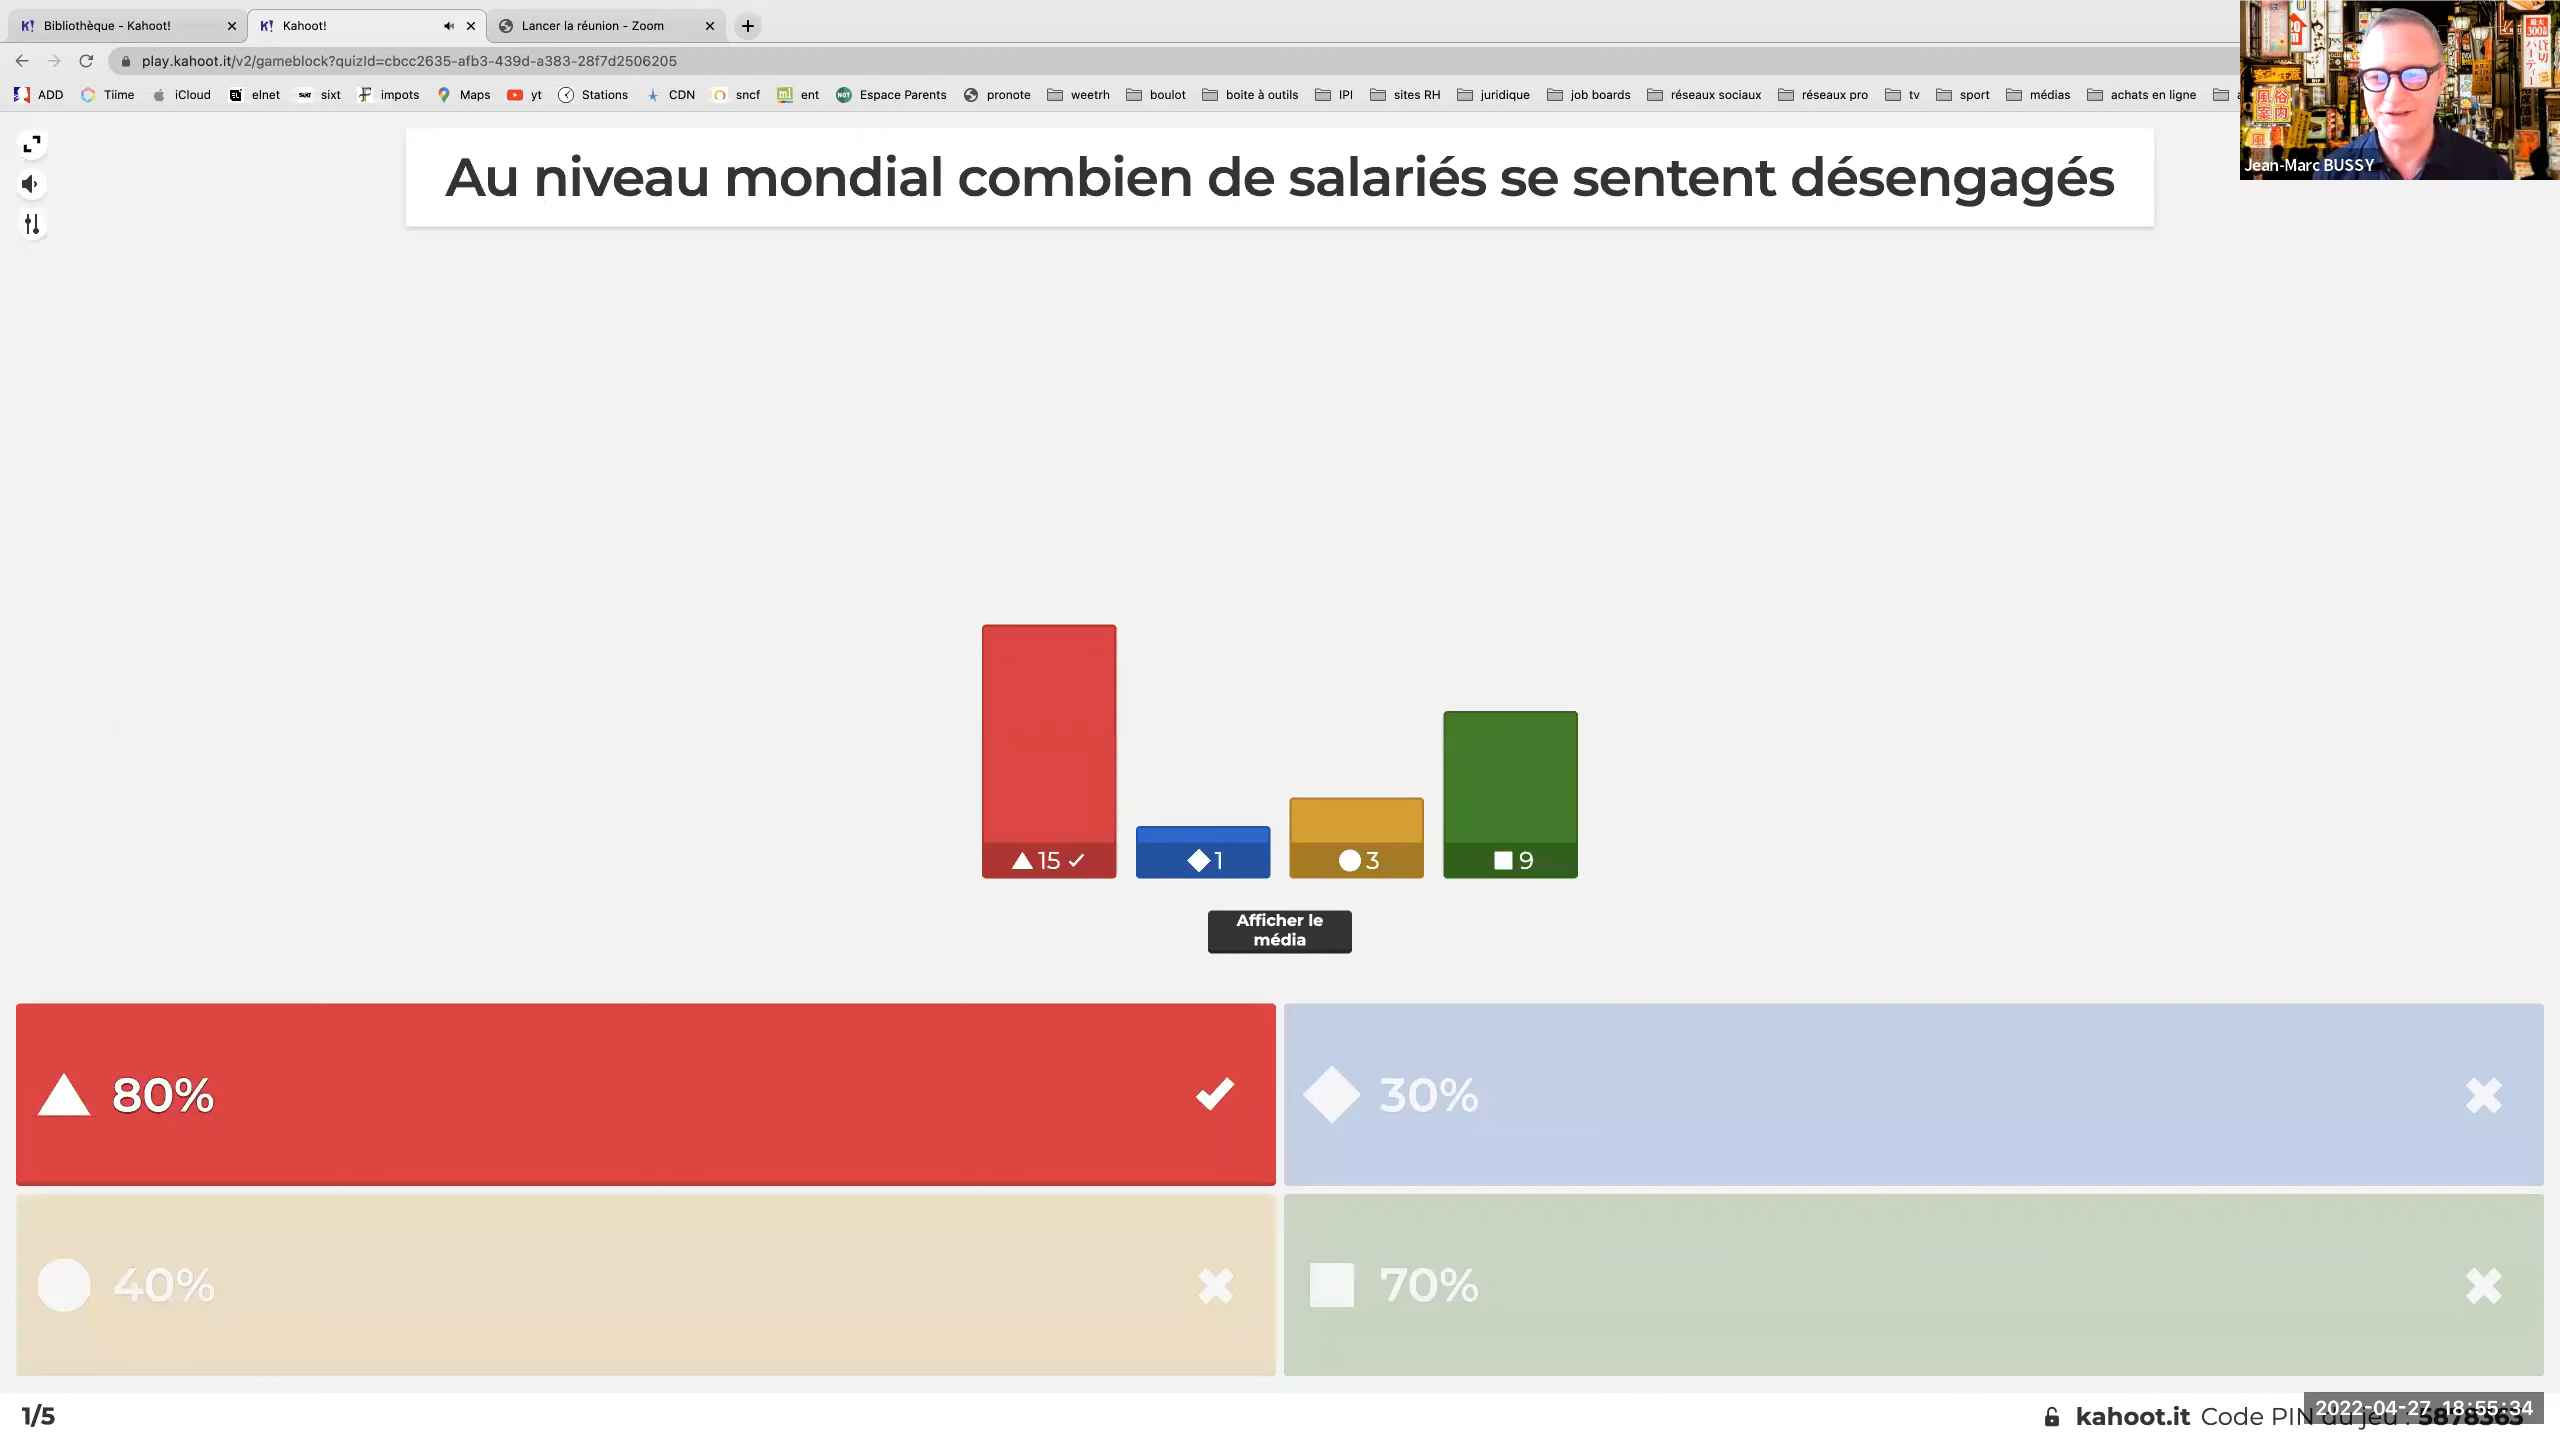 Bibliothèque - Kahoot!
Kahoot!
Lancer la réunion - Zoom
play.kahoot.it/v2/gameblock?quizId=cbcc2635-afb3-439d-a383-28f7d2506205
ADD Tiime iCloud elnet sixt impots Maps yt Stations CDN sncf ent Espace Parents pronote weetrh boulot boite à outils IPI sites RH juridique job boards réseaux sociaux réseaux pro tv sport médias achats en ligne
Jean-Marc BUSSY
Au niveau mondial combien de salariés se sentent désengagés
15 1 3 9
Afficher le
média
80%
30%
40%
70%
1/5
kahoot.it Code PIN du jeu :
2022-04-27 18:55:34